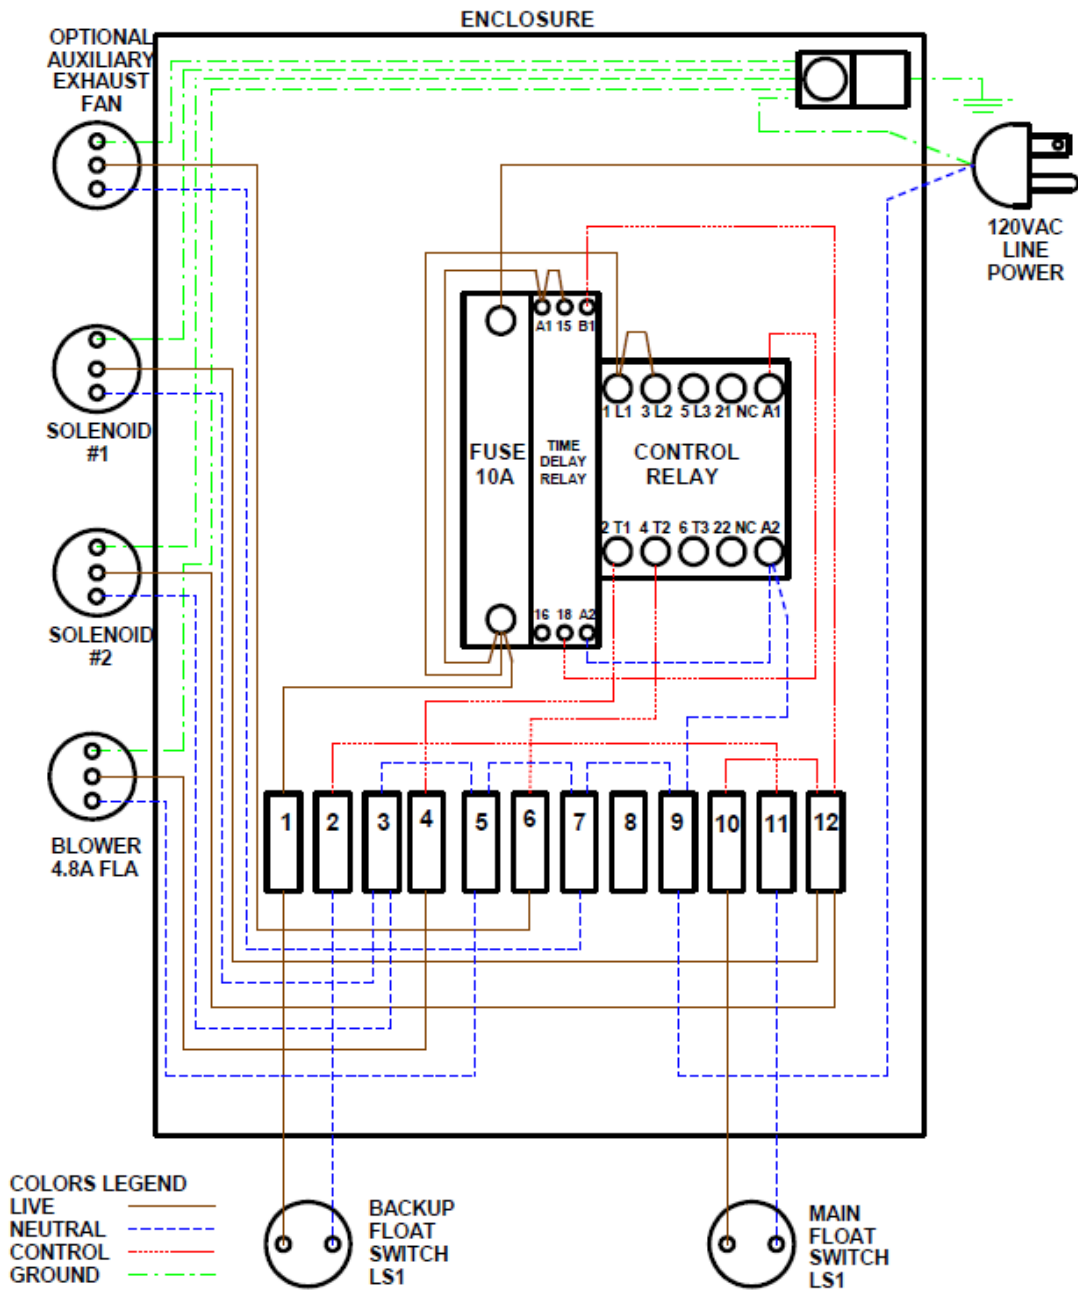 ENCLOSURE
OPTIONAL
AUXILIARY
EXHAUST
FAN
120VAC
LINE
POWER
SOLENOID
#1
SOLENOID
#2
BLOWER
4.8A FLA
A1 15 B1
FUSE
10A
TIME
DELAY
RELAY
16 18 A2
1 L1 3 L2 5 L3 21 NC A1
CONTROL
RELAY
2 T1 4 T2 6 T3 22 NC A2
1 2 3 4 5 6 7 8 9 10 11 12
COLORS LEGEND
LIVE
NEUTRAL
CONTROL
GROUND
BACKUP
FLOAT
SWITCH
LS1
MAIN
FLOAT
SWITCH
LS1